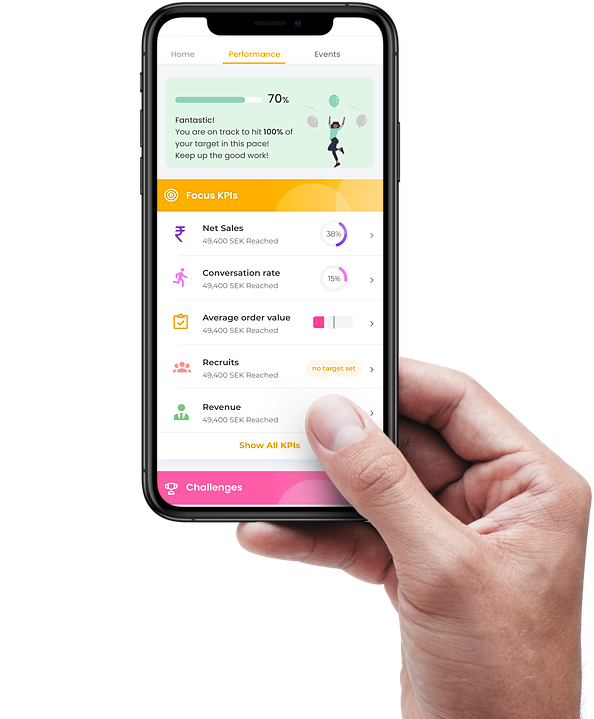 Home Performance Events
70%
Fantastic!
You are on track to hit 100% of
your target in this pace!
Keep up the good work!
Focus KPIs
Net Sales
49,400 SEK Reached
38%
Conversation rate
49,400 SEK Reached
15%
Average order value
49,400 SEK Reached
Recruits
49,400 SEK Reached
no target set
Revenue
49,400 SEK Reached
Show All KPIs
Challenges